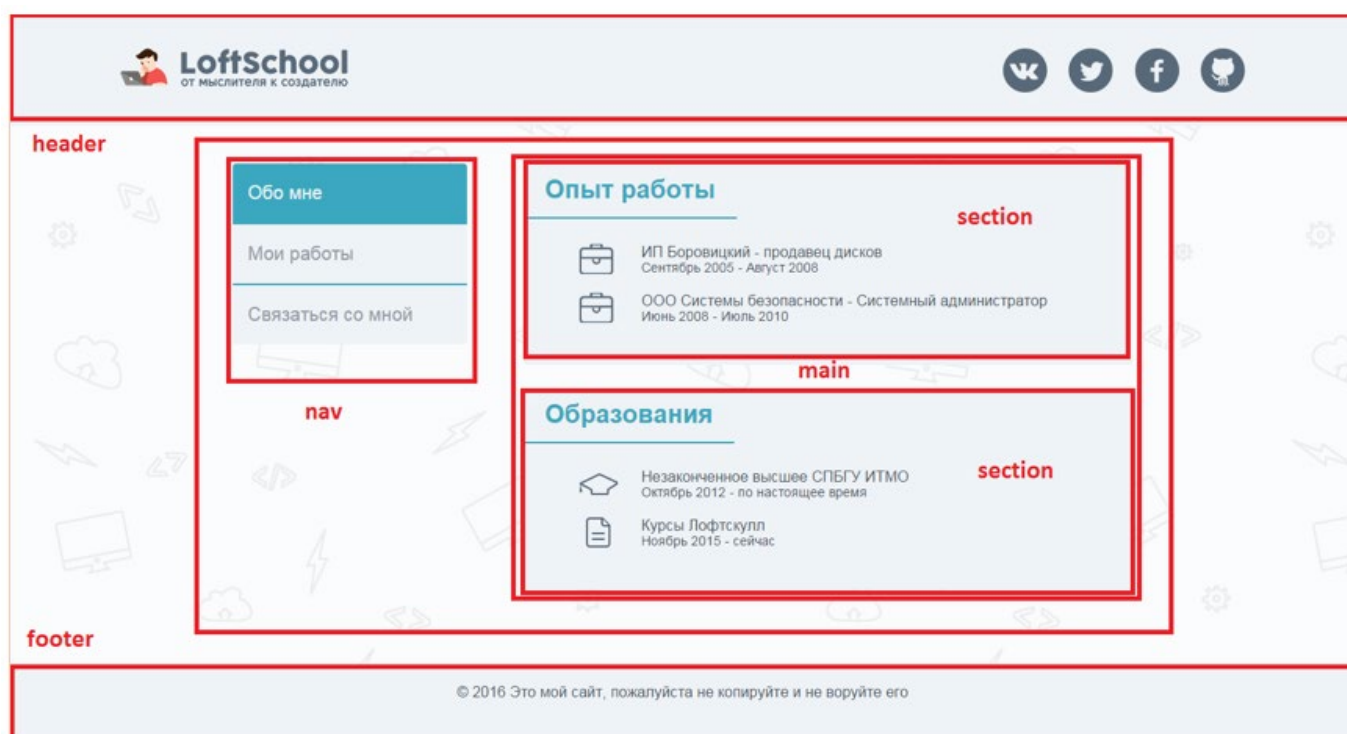 LoftSchool
от мыслителя к создателю
header
Обо мне
Мои работы
Связаться со мной
nav
Опыт работы
section
ИП Боровицкий - продавец дисков
Сентябрь 2005 - Август 2008
ООО Системы безопасности - Системный администратор
Июнь 2008 - Июль 2010
main
Образования
section
Незаконченное высшее СПБГУ ИТМО
Октябрь 2012 - по настоящее время
Курсы Лофтскулл
Ноябрь 2015 - сейчас
footer
© 2016 Это мой сайт, пожалуйста не копируйте и не воруйте его